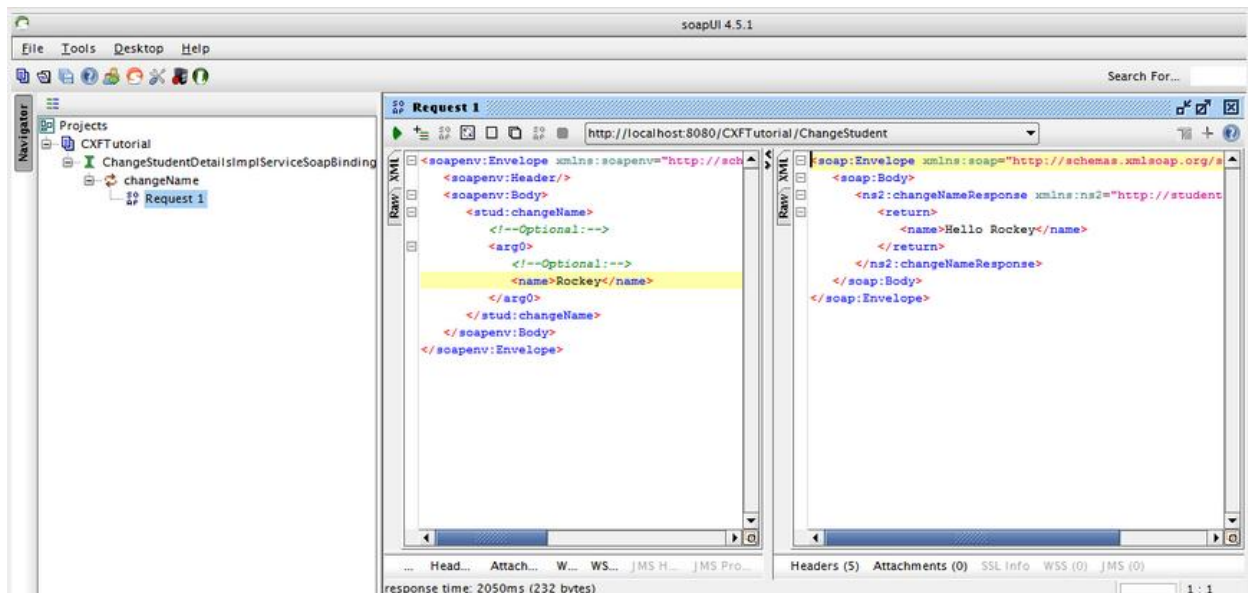 soapUI 4.5.1
File Tools Desktop Help
Search For...
Navigator
Projects
CXFTutorial
ChangeStudentDetailsImplServiceSoapBinding
changeName
Request 1
Request 1
http://localhost:8080/CXFTutorial/ChangeStudent
XML
Raw
<soapenv:Envelope xmlns:soapenv="http://sch
<soapenv:Header/>
<soapenv:Body>
<stud:changeName>
<!--Optional:-->
<arg0>
<!--Optional:-->
<name>Rockey</name>
</arg0>
</stud:changeName>
</soapenv:Body>
</soapenv:Envelope>
... Head... Attach... W... WS... JMS H... JMS Pro...
XML
Raw
<soap:Envelope xmlns:soap="http://schemas.xmlsoap.org/s
<soap:Body>
<ns2:changeNameResponse xmlns:ns2="http://student
<return>
<name>Hello Rockey</name>
</return>
</ns2:changeNameResponse>
</soap:Body>
</soap:Envelope>
Headers (5) Attachments (0) SSL Info WSS (0) JMS (0)
response time: 2050ms (232 bytes)
1 : 1